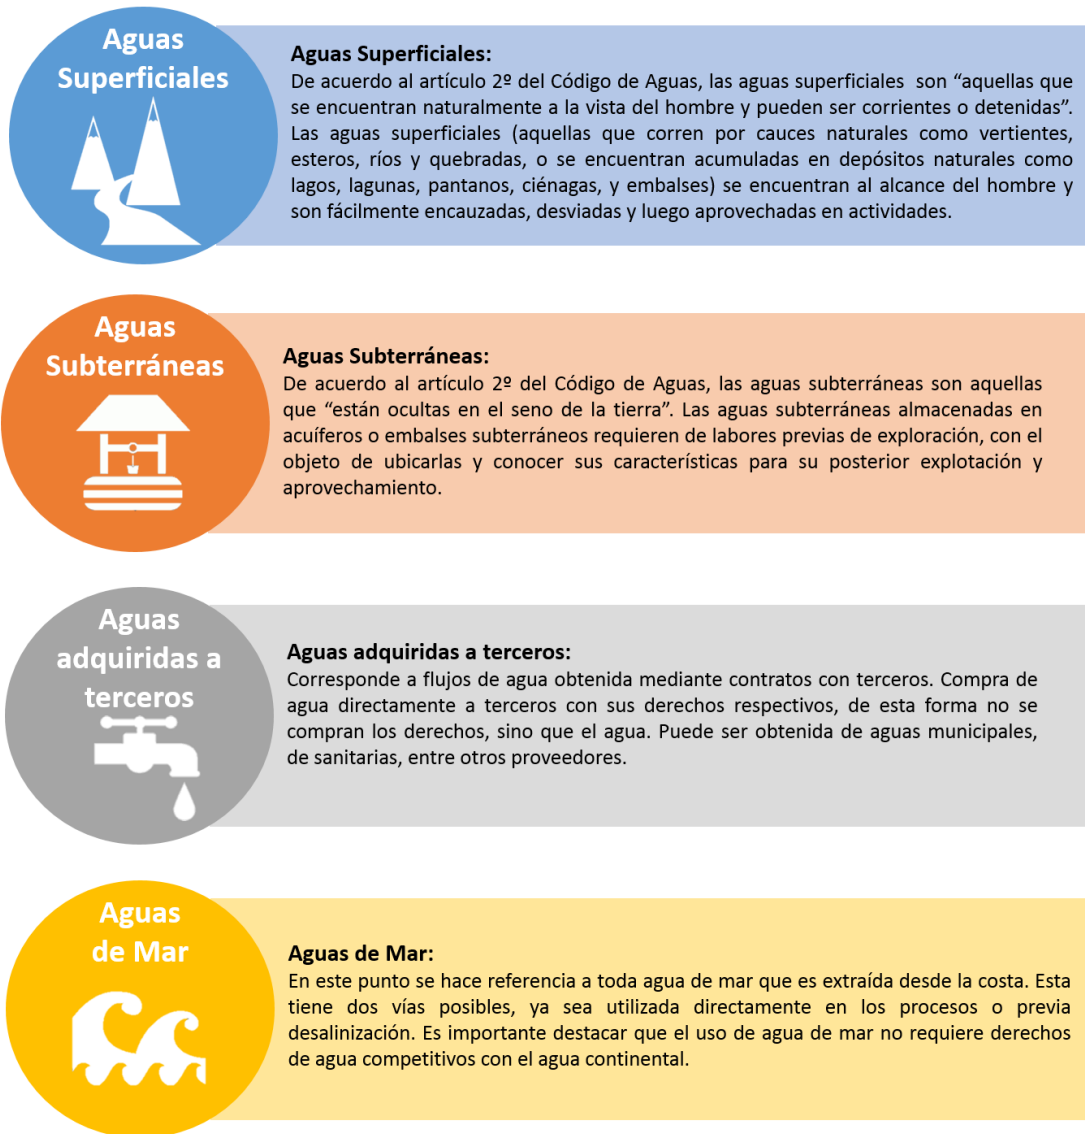 Aguas
Superficiales
Aguas Superficiales:
De acuerdo al artículo 2º del Código de Aguas, las aguas superficiales son “aquellas que
se encuentran naturalmente a la vista del hombre y pueden ser corrientes o detenidas”.
Las aguas superficiales (aquellas que corren por cauces naturales como vertientes,
esteros, ríos y quebradas, o se encuentran acumuladas en depósitos naturales como
lagos, lagunas, pantanos, ciénagas, y embalses) se encuentran al alcance del hombre y
son fácilmente encauzadas, desviadas y luego aprovechadas en actividades.
Aguas
Subterráneas
Aguas Subterráneas:
De acuerdo al artículo 2º del Código de Aguas, las aguas subterráneas son aquellas
que “están ocultas en el seno de la tierra”. Las aguas subterráneas almacenadas en
acuíferos o embalses subterráneos requieren de labores previas de exploración, con el
objeto de ubicarlas y conocer sus características para su posterior explotación y
aprovechamiento.
Aguas
adquiridas a
terceros
Aguas adquiridas a terceros:
Corresponde a flujos de agua obtenida mediante contratos con terceros. Compra de
agua directamente a terceros con sus derechos respectivos, de esta forma no se
compran los derechos, sino que el agua. Puede ser obtenida de aguas municipales,
de sanitarias, entre otros proveedores.
Aguas
de Mar
Aguas de Mar:
En este punto se hace referencia a toda agua de mar que es extraída desde la costa. Esta
tiene dos vías posibles, ya sea utilizada directamente en los procesos o previa
desalinización. Es importante destacar que el uso de agua de mar no requiere derechos
de agua competitivos con el agua continental.